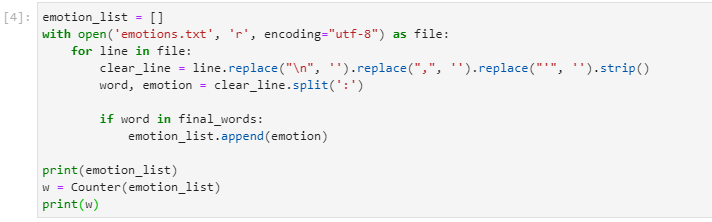 [4]: emotion_list = []
with open('emotions.txt', 'r', encoding="utf-8") as file:
    for line in file:
        clear_line = line.replace("\n", '').replace(",", '').replace("'", '').strip()
        word, emotion = clear_line.split(':')

        if word in final_words:
            emotion_list.append(emotion)

print(emotion_list)
w = Counter(emotion_list)
print(w)